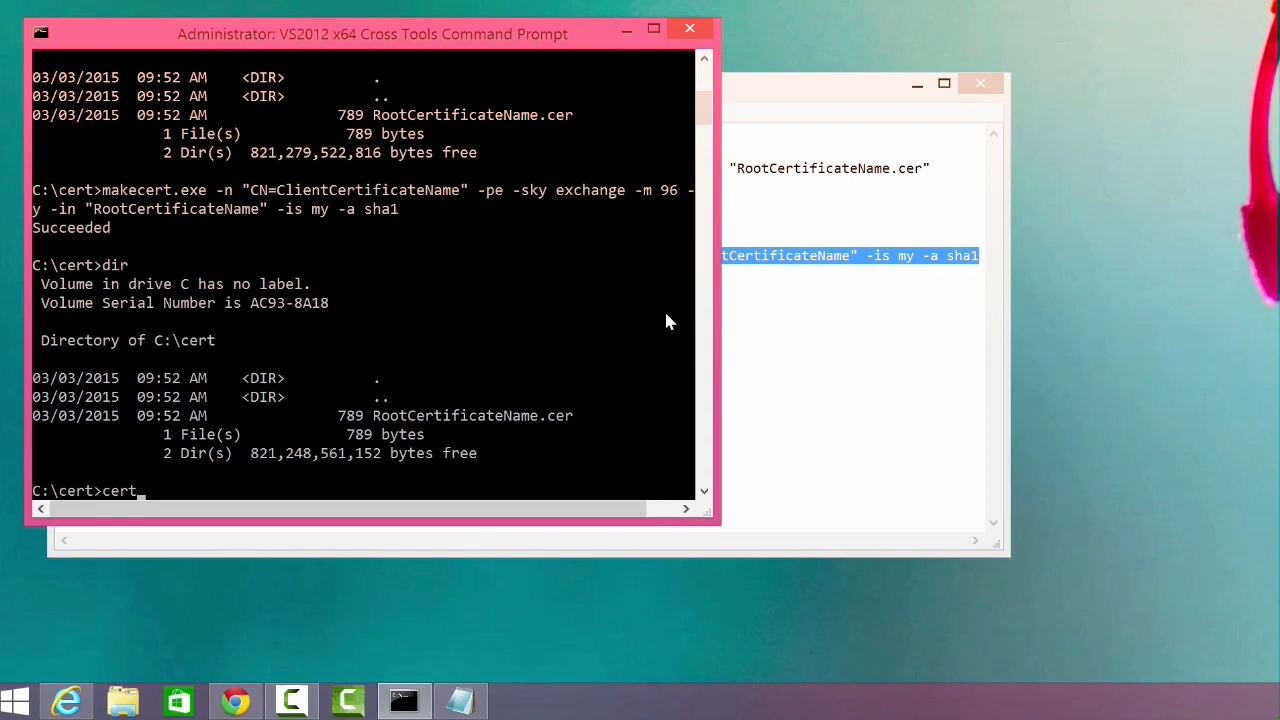 Administrator: VS2012 x64 Cross Tools Command Prompt
03/03/2015  09:52 AM    <DIR>          .
03/03/2015  09:52 AM    <DIR>          ..
03/03/2015  09:52 AM               789 RootCertificateName.cer
               1 File(s)            789 bytes
               2 Dir(s)  821,279,522,816 bytes free
C:\cert>makecert.exe -n "CN=ClientCertificateName" -pe -sky exchange -m 96 -
y -in "RootCertificateName" -is my -a sha1
Succeeded
C:\cert>dir
 Volume in drive C has no label.
 Volume Serial Number is AC93-8A18
 Directory of C:\cert
03/03/2015  09:52 AM    <DIR>          .
03/03/2015  09:52 AM    <DIR>          ..
03/03/2015  09:52 AM               789 RootCertificateName.cer
               1 File(s)            789 bytes
               2 Dir(s)  821,248,561,152 bytes free
C:\cert>cert_
"RootCertificateName.cer"
tCertificateName" -is my -a sha1